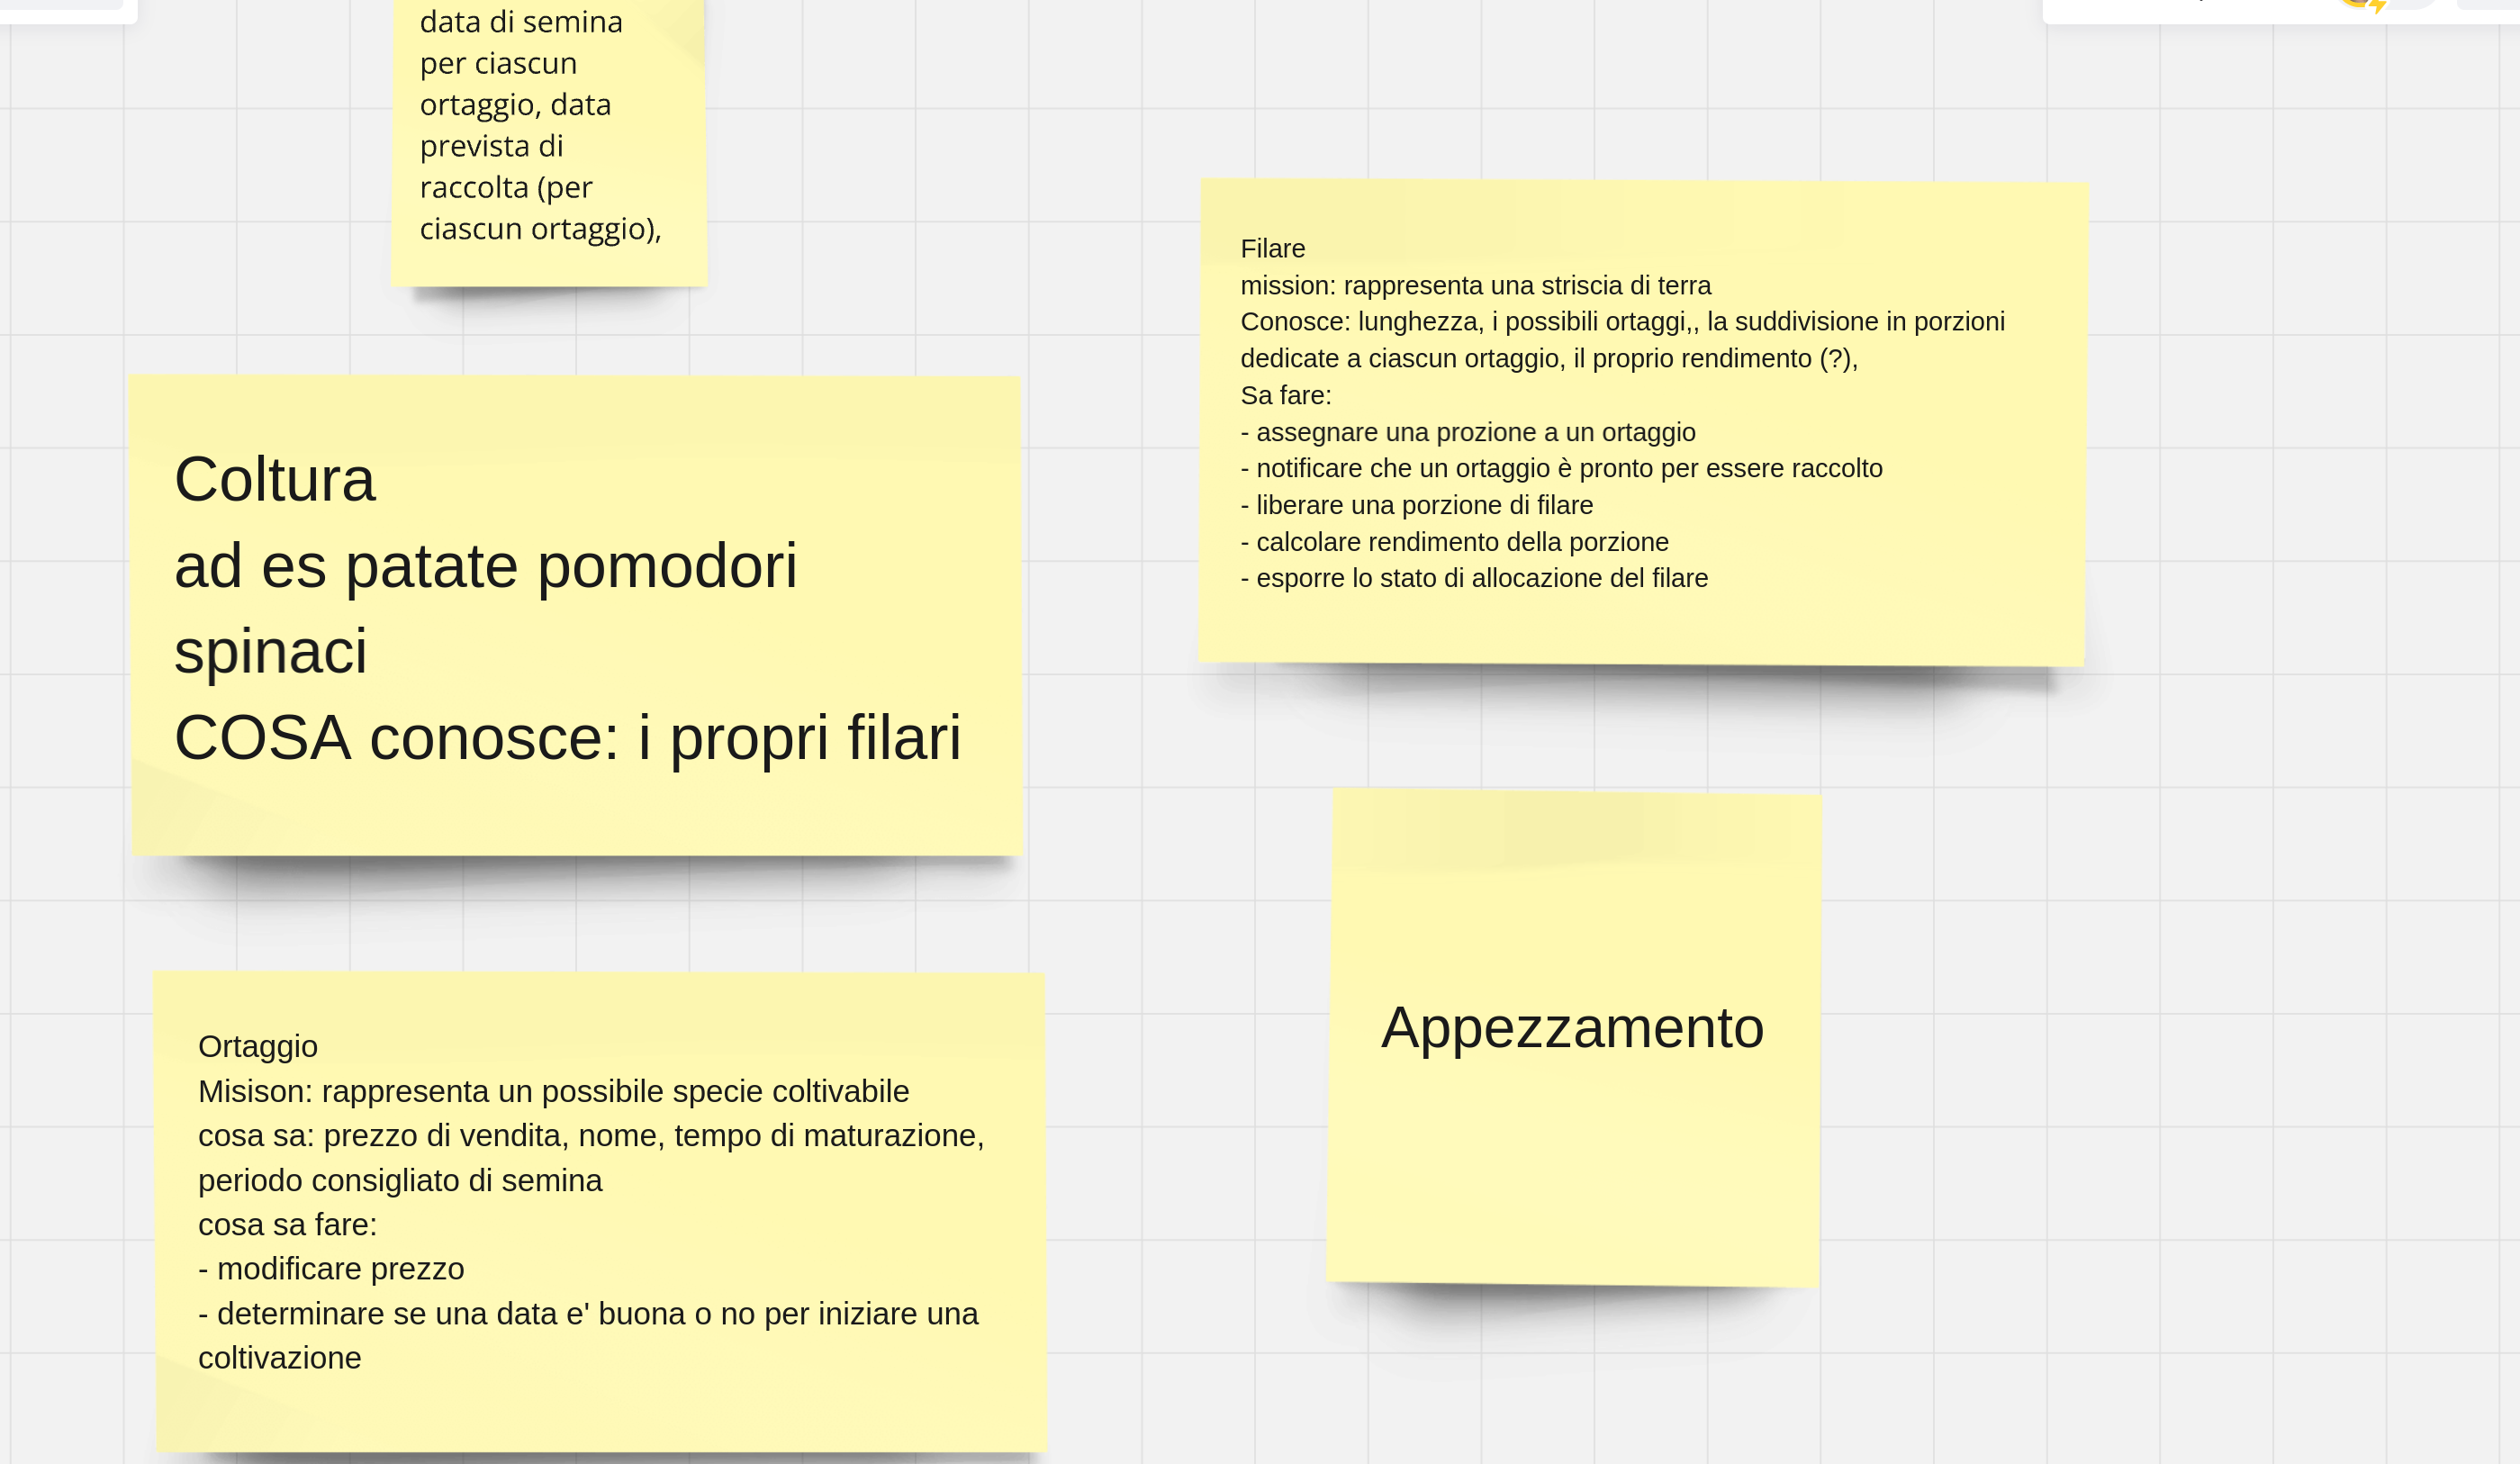 data di semina
per ciascun
ortaggio, data
prevista di
raccolta (per
ciascun ortaggio),
Coltura
ad es patate pomodori
spinaci
COSA conosce: i propri filari
Ortaggio
Misison: rappresenta un possibile specie coltivabile
cosa sa: prezzo di vendita, nome, tempo di maturazione,
periodo consigliato di semina
cosa sa fare:
- modificare prezzo
- determinare se una data e' buona o no per iniziare una
coltivazione
Filare
mission: rappresenta una striscia di terra
Conosce: lunghezza, i possibili ortaggi,, la suddivisione in porzioni
dedicate a ciascun ortaggio, il proprio rendimento (?),
Sa fare:
- assegnare una prozione a un ortaggio
- notificare che un ortaggio è pronto per essere raccolto
- liberare una porzione di filare
- calcolare rendimento della porzione
- esporre lo stato di allocazione del filare
Appezzamento